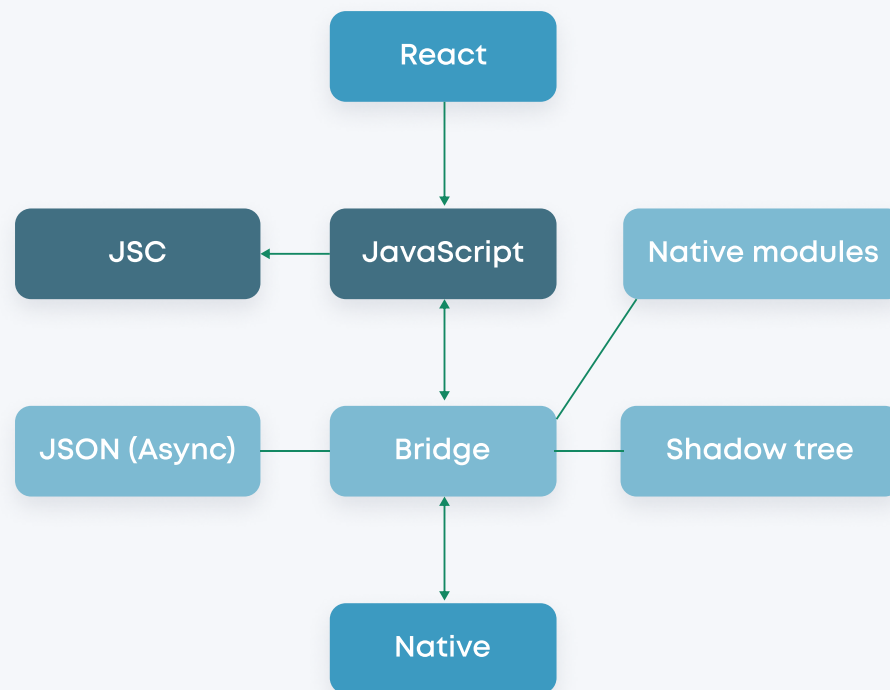 React
JSC
JavaScript
Native modules
JSON (Async)
Bridge
Shadow tree
Native